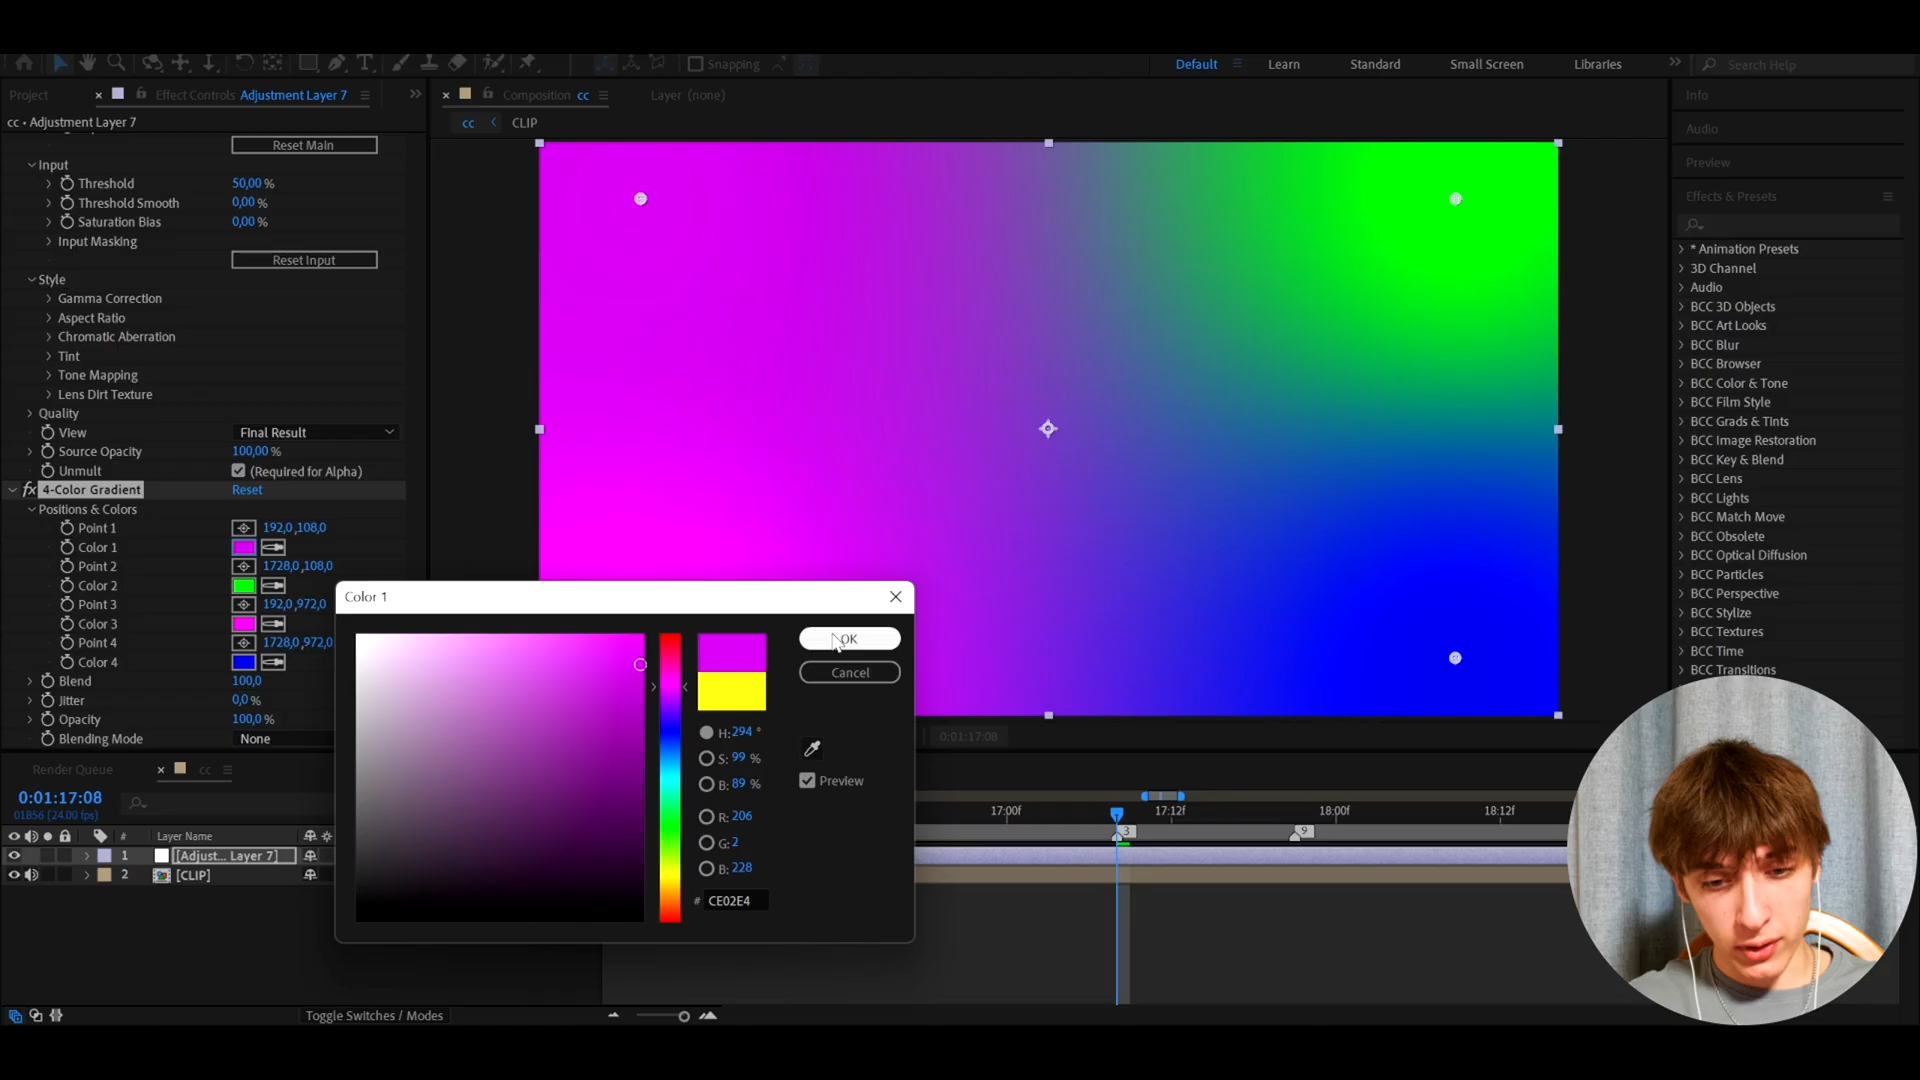 Snapping
Default
Learn
Standard
Small Screen
Libraries
Search Help
Project
Effect Controls Adjustment Layer 7
Composition cc
Layer (none)
Info
cc • Adjustment Layer 7
cc
CLIP
Audio
Reset Main
Input
Preview
Threshold 50,00 %
Threshold Smooth 0,00 %
Effects & Presets
Saturation Bias 0,00 %
Input Masking
Reset Input
* Animation Presets
Style
3D Channel
Gamma Correction
Audio
Aspect Ratio
BCC 3D Objects
Chromatic Aberration
BCC Art Looks
Tint
BCC Blur
Tone Mapping
BCC Browser
Lens Dirt Texture
BCC Color & Tone
Quality
BCC Film Style
View Final Result
BCC Grads & Tints
Source Opacity 100,00 %
BCC Image Restoration
Unmult (Required for Alpha)
BCC Key & Blend
fx 4-Color Gradient Reset
BCC Lens
Positions & Colors
BCC Lights
Point 1 192,0,108,0
BCC Match Move
Color 1
BCC Obsolete
Point 2 1728,0,108,0
BCC Optical Diffusion
Color 2
BCC Particles
Point 3 192,0,972,0
BCC Perspective
Color 3
BCC Stylize
Point 4 1728,0,972,0
BCC Textures
Color 4
BCC Time
Blend 100,0
BCC Transitions
Jitter 0,0 %
Opacity 100,0 %
Blending Mode None
Color 1
OK
Cancel
H: 294 °
S: 99 %
B: 89 %
Preview
R: 206
G: 2
B: 228
# CE02E4
0:01:17:08
Render Queue
cc
0:01:17:08
01856 (24.00 fps)
17:00f
17:12f
18:00f
18:12f
3
9
# Layer Name
1 [Adjust... Layer 7]
2 [CLIP]
Toggle Switches / Modes